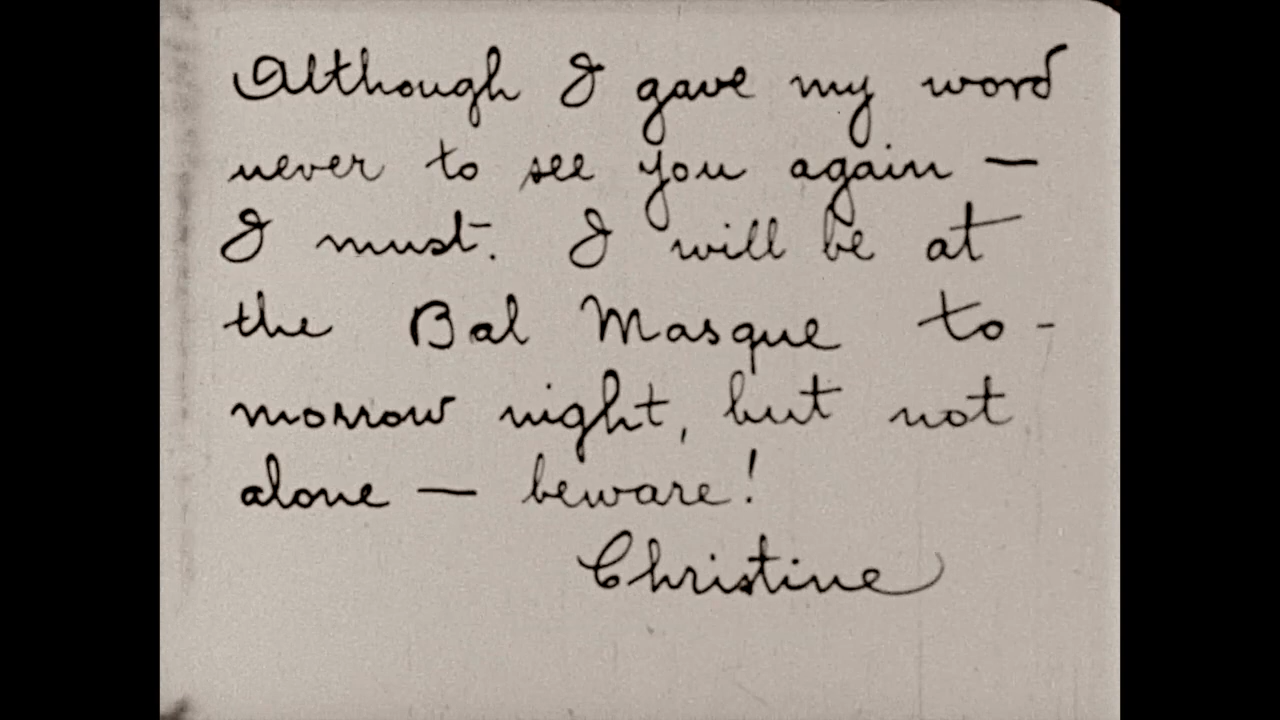 Although I gave my word
never to see you again —
I must. I will be at
the Bal Masque to-
morrow night, but not
alone — beware!
Christine